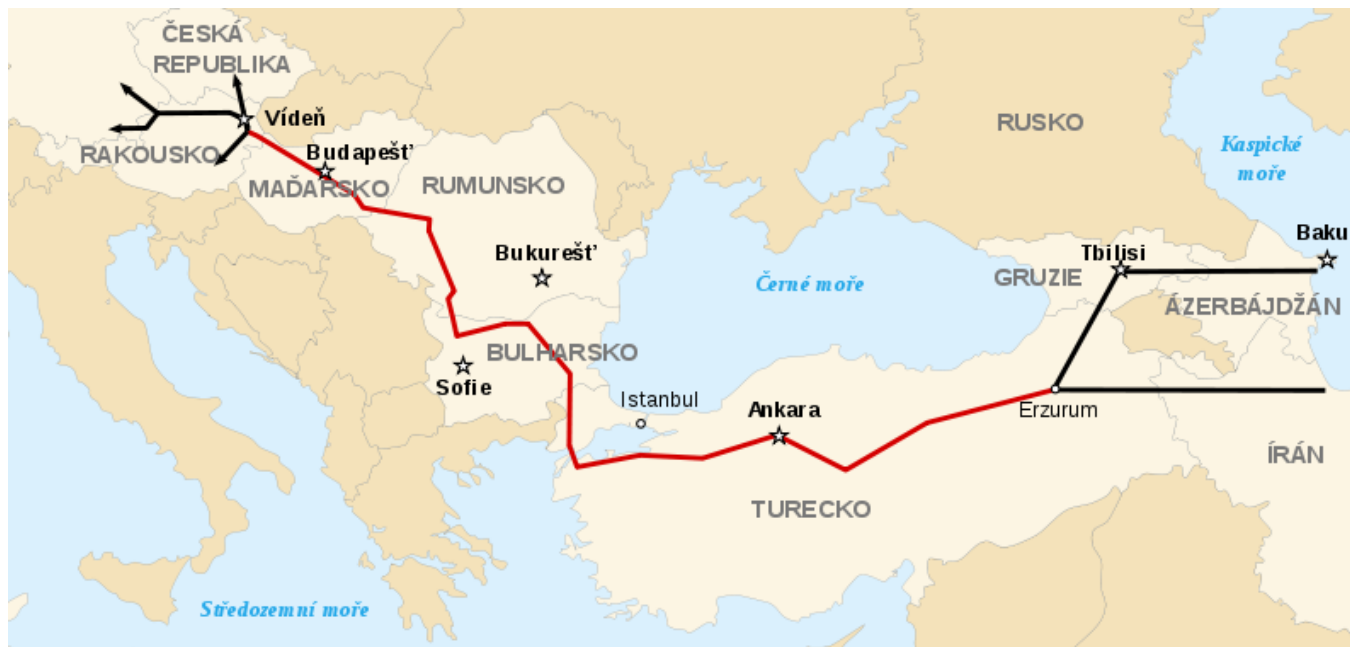 ČESKÁ
REPUBLIKA
Vídeň
RAKOUSKO
Budapešť
MAĎARSKO
RUMUNSKO
Bukurešť
BULHARSKO
Sofie
Istanbul
Ankara
TURECKO
Erzurum
Černé moře
RUSKO
Kaspické
moře
Tbilisi
Baku
GRUZIE
ÁZERBÁJDŽÁN
ÍRÁN
Středozemní moře